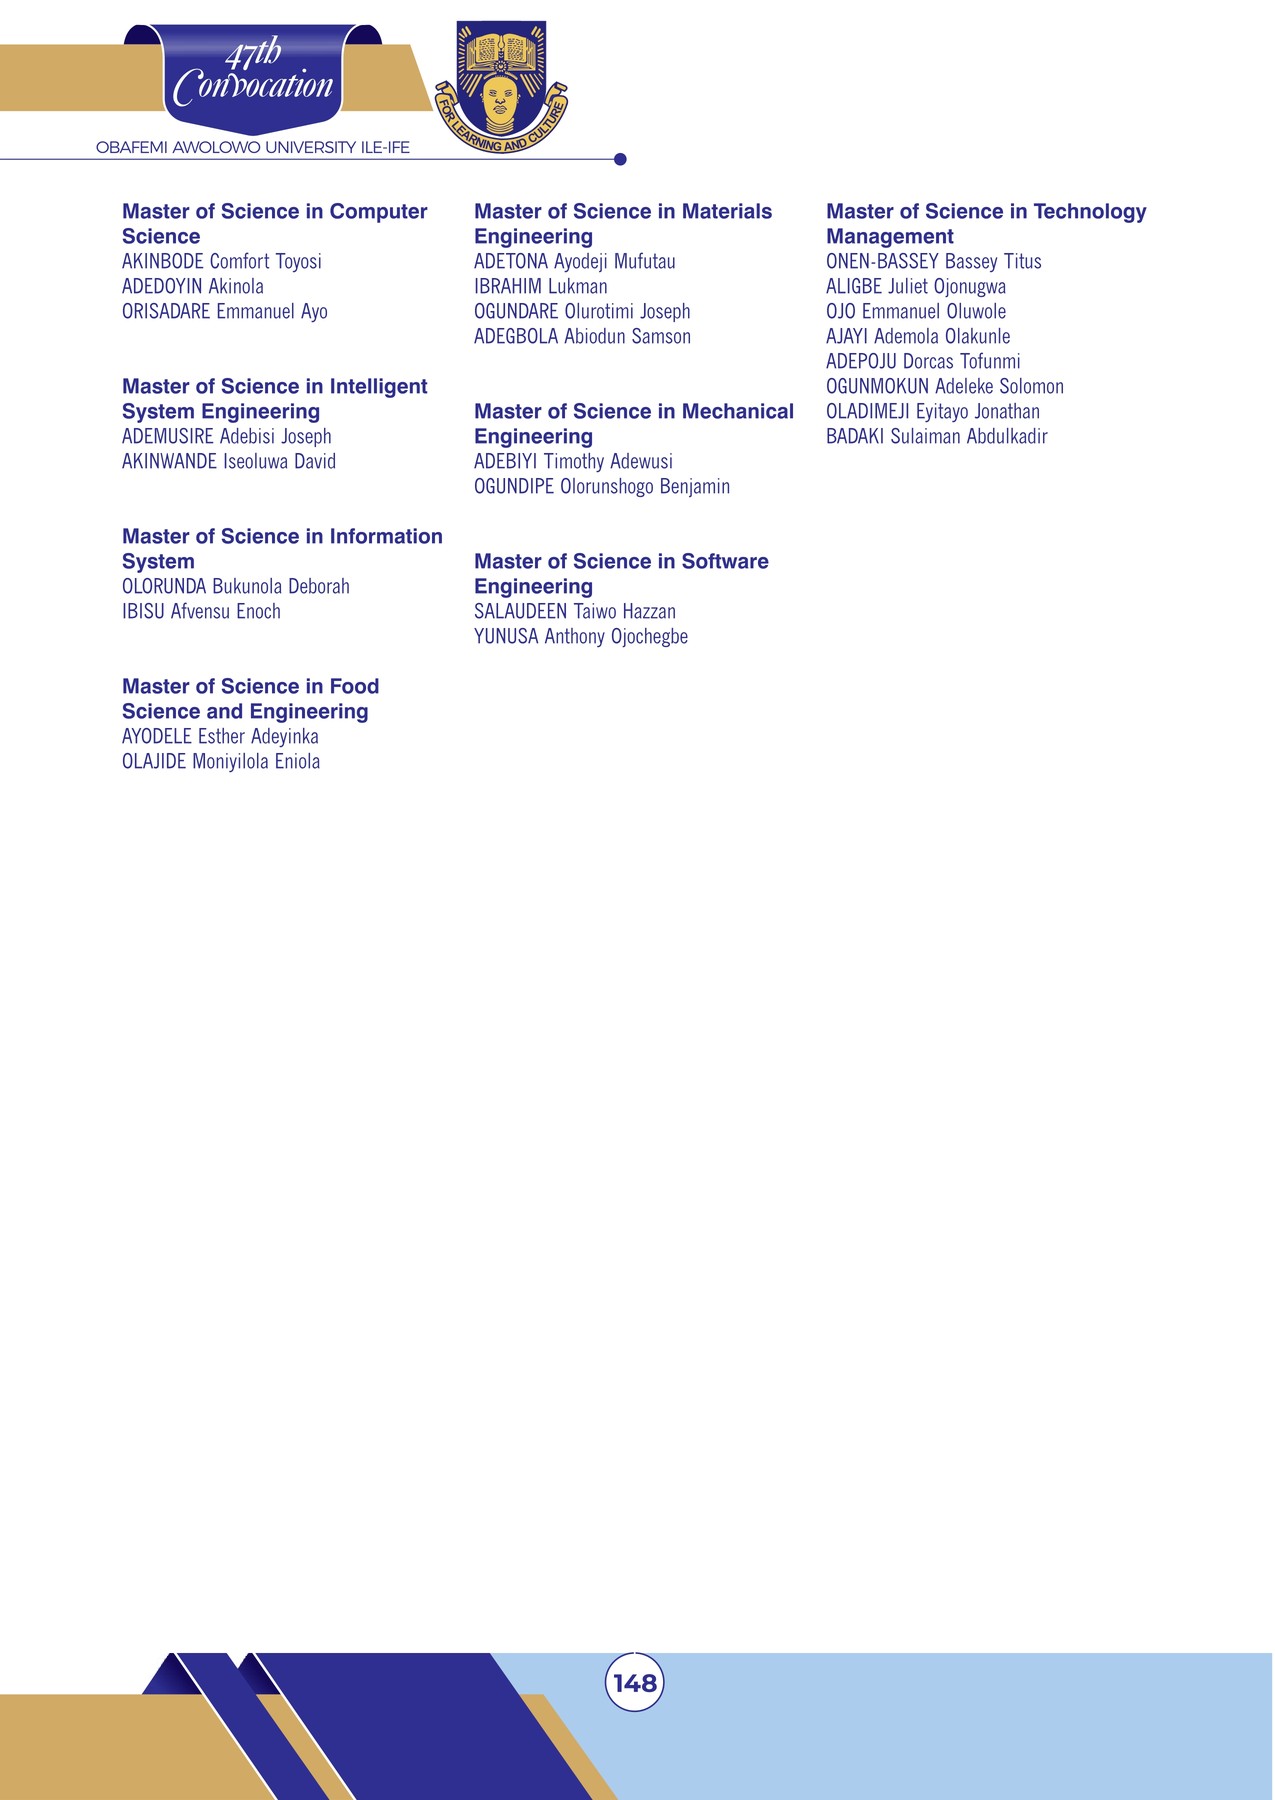 47th
Convocation
FOR LEARNING AND CULTURE
OBAFEMI AWOLOWO UNIVERSITY ILE-IFE
Master of Science in Computer
Science
AKINBODE Comfort Toyosi
ADEDOYIN Akinola
ORISADARE Emmanuel Ayo
Master of Science in Intelligent
System Engineering
ADEMUSIRE Adebisi Joseph
AKINWANDE Iseoluwa David
Master of Science in Information
System
OLORUNDA Bukunola Deborah
IBISU Afvensu Enoch
Master of Science in Food
Science and Engineering
AYODELE Esther Adeyinka
OLAJIDE Moniyilola Eniola
Master of Science in Materials
Engineering
ADETONA Ayodeji Mufutau
IBRAHIM Lukman
OGUNDARE Olurotimi Joseph
ADEGBOLA Abiodun Samson
Master of Science in Mechanical
Engineering
ADEBIYI Timothy Adewusi
OGUNDIPE Olorunshogo Benjamin
Master of Science in Software
Engineering
SALAUDEEN Taiwo Hazzan
YUNUSA Anthony Ojochegbe
Master of Science in Technology
Management
ONEN-BASSEY Bassey Titus
ALIGBE Juliet Ojonugwa
OJO Emmanuel Oluwole
AJAYI Ademola Olakunle
ADEPOJU Dorcas Tofunmi
OGUNMOKUN Adeleke Solomon
OLADIMEJI Eyitayo Jonathan
BADAKI Sulaiman Abdulkadir
148